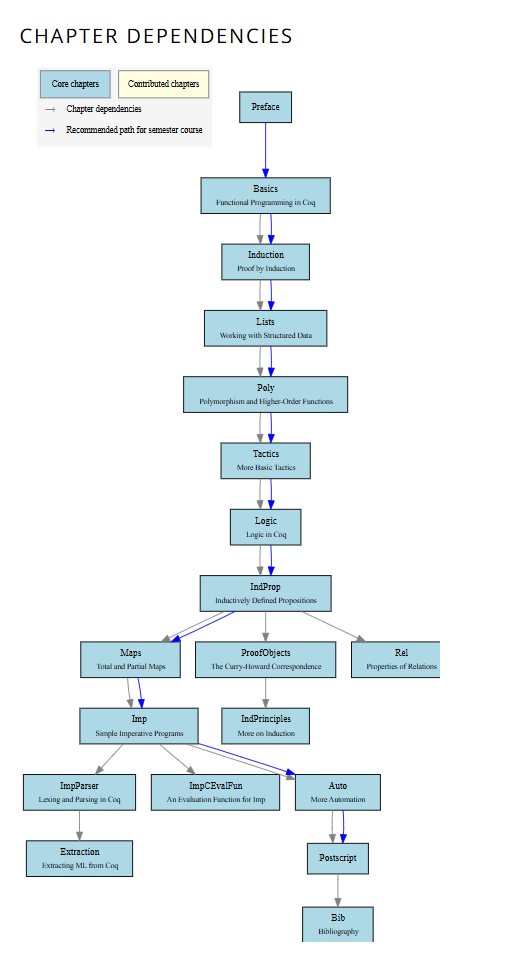 CHAPTER DEPENDENCIES
Core chapters
Contributed chapters
Chapter dependencies
Recommended path for semester course
Preface
Basics
Functional Programming in Coq
Induction
Proof by Induction
Lists
Working with Structured Data
Poly
Polymorphism and Higher-Order Functions
Tactics
More Basic Tactics
Logic
Logic in Coq
IndProp
Inductively Defined Propositions
Maps
Total and Partial Maps
ProofObjects
The Curry-Howard Correspondence
Rel
Properties of Relations
Imp
Simple Imperative Programs
IndPrinciples
More on Induction
ImpParser
Lexing and Parsing in Coq
ImpCEvalFun
An Evaluation Function for Imp
Auto
More Automation
Extraction
Extracting ML from Coq
Postscript
Bib
Bibliography